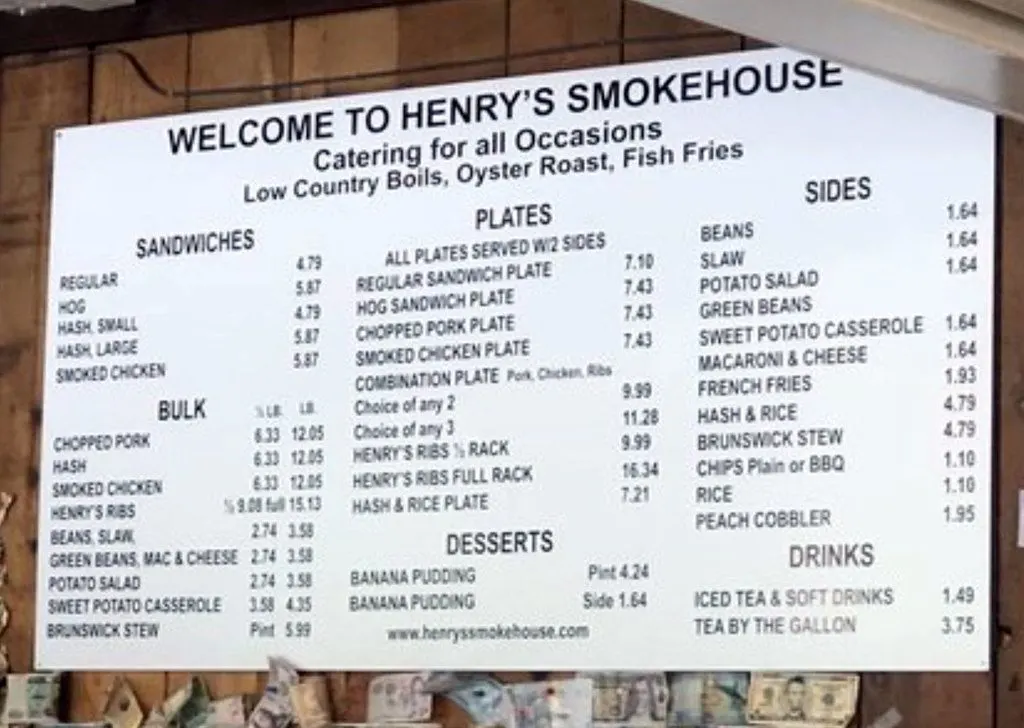 WELCOME TO HENRY'S SMOKEHOUSE
Catering for all Occasions
Low Country Boils, Oyster Roast, Fish Fries
SANDWICHES
REGULAR 4.79
HOG 5.87
HASH, SMALL 4.79
HASH, LARGE 5.87
SMOKED CHICKEN 5.87
BULK ½ LB. LB.
CHOPPED PORK 6.33 12.05
HASH 6.33 12.05
SMOKED CHICKEN 6.33 12.05
HENRY'S RIBS ½ 9.08 full 15.13
BEANS, SLAW, 2.74 3.58
GREEN BEANS, MAC & CHEESE 2.74 3.58
POTATO SALAD 2.74 3.58
SWEET POTATO CASSEROLE 3.58 4.35
BRUNSWICK STEW Pint 5.99
PLATES
ALL PLATES SERVED W/2 SIDES
REGULAR SANDWICH PLATE 7.10
HOG SANDWICH PLATE 7.43
CHOPPED PORK PLATE 7.43
SMOKED CHICKEN PLATE 7.43
COMBINATION PLATE Pork, Chicken, Ribs
Choice of any 2 9.99
Choice of any 3 11.28
HENRY'S RIBS ½ RACK 9.99
HENRY'S RIBS FULL RACK 16.34
HASH & RICE PLATE 7.21
DESSERTS
BANANA PUDDING Pint 4.24
BANANA PUDDING Side 1.64
www.henryssmokehouse.com
SIDES
BEANS 1.64
SLAW 1.64
POTATO SALAD 1.64
GREEN BEANS
SWEET POTATO CASSEROLE 1.64
MACARONI & CHEESE 1.64
FRENCH FRIES 1.93
HASH & RICE 4.79
BRUNSWICK STEW 4.79
CHIPS Plain or BBQ 1.10
RICE 1.10
PEACH COBBLER 1.95
DRINKS
ICED TEA & SOFT DRINKS 1.49
TEA BY THE GALLON 3.75